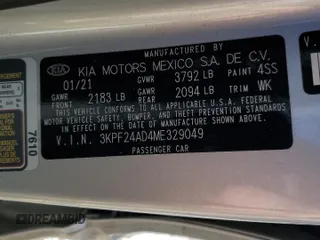 MANUFACTURED BY
KIA KIA MOTORS MEXICO S.A. DE C.V.
01/21 GVWR 3792 LB PAINT 4SS
GAWR FRONT 2183 LB GAWR REAR 2094 LB TRIM WK
THIS VEHICLE CONFORMS TO ALL APPLICABLE U.S. FEDERAL
MOTOR VEHICLE SAFETY, BUMPER, AND THEFT PREVENTION STANDARDS
IN EFFECT ON THE DATE OF MANUFACTURE SHOWN ABOVE.
V.I.N. 3KPF24AD4ME329049
PASSENGER CAR
7610
V.
DREAMBID